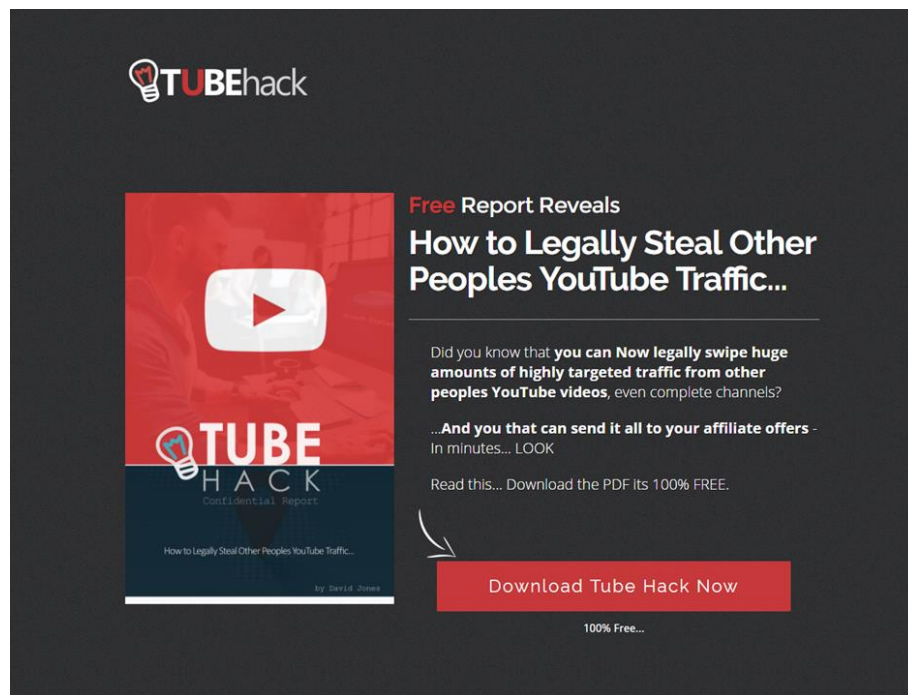 TUBEhack
Free Report Reveals
How to Legally Steal Other
Peoples YouTube Traffic...
Did you know that you can Now legally swipe huge
amounts of highly targeted traffic from other
peoples YouTube videos, even complete channels?
...And you that can send it all to your affiliate offers -
In minutes... LOOK
Read this... Download the PDF its 100% FREE.
TUBE
HACK
Confidential Report
How to Legally Steal Other Peoples YouTube Traffic...
by David Jones
Download Tube Hack Now
100% Free...